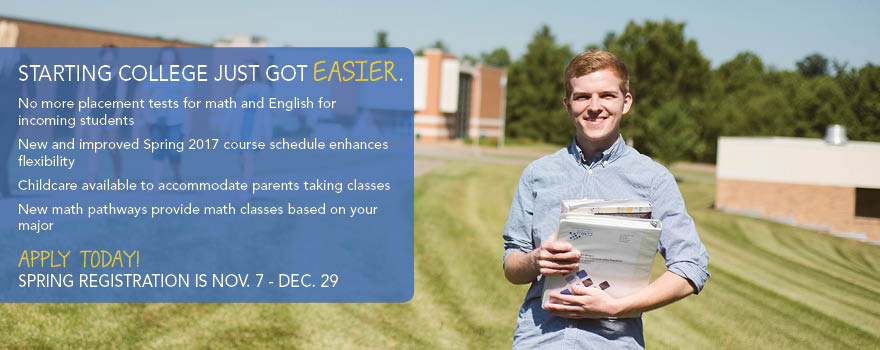 STARTING COLLEGE JUST GOT EASIER.
No more placement tests for math and English for
incoming students
New and improved Spring 2017 course schedule enhances
flexibility
Childcare available to accommodate parents taking classes
New math pathways provide math classes based on your
major
APPLY TODAY!
SPRING REGISTRATION IS NOV. 7 - DEC. 29